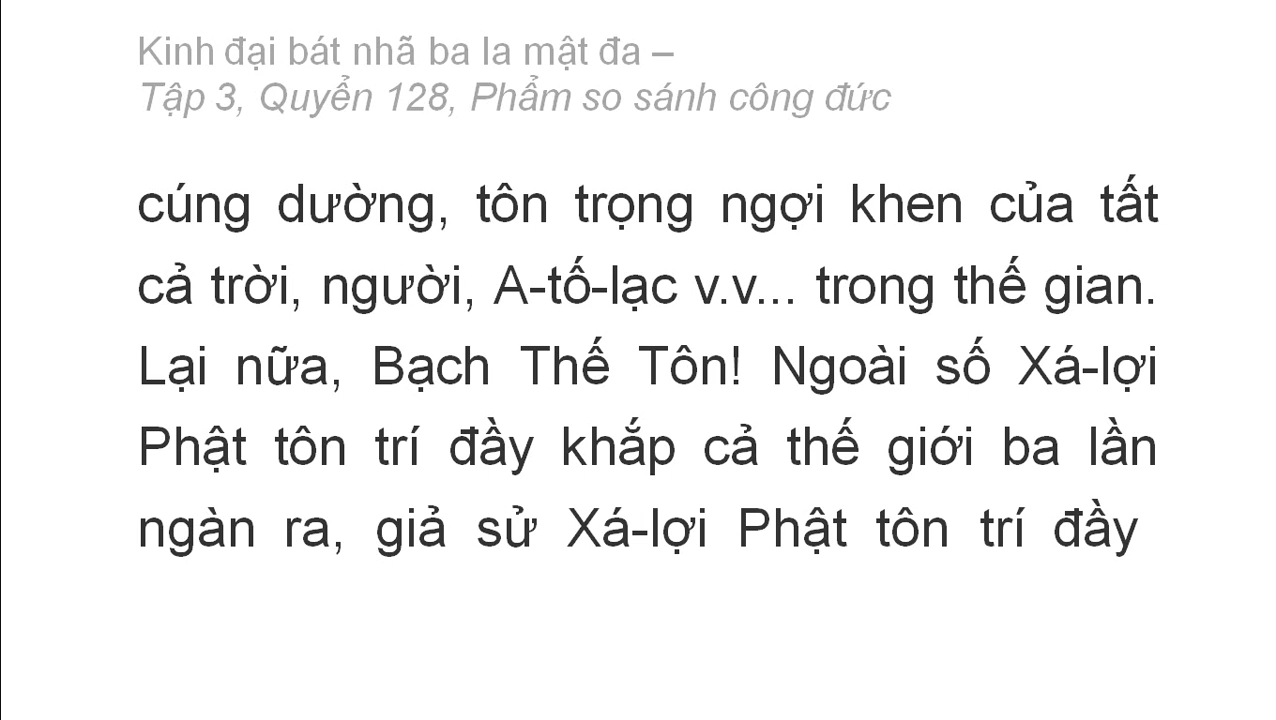 Kinh đại bát nhã ba la mật đa –
Tập 3, Quyển 128, Phẩm so sánh công đức
cúng dường, tôn trọng ngợi khen của tất
cả trời, người, A-tố-lạc v.v... trong thế gian.
Lại nữa, Bạch Thế Tôn! Ngoài số Xá-lợi
Phật tôn trí đầy khắp cả thế giới ba lần
ngàn ra, giả sử Xá-lợi Phật tôn trí đầy